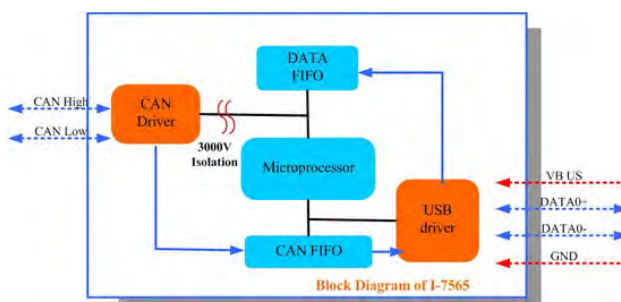 DATA
FIFO
CAN High
CAN Low
CAN
Driver
3000V
Isolation
Microprocessor
VB US
DATA0+
DATA0-
GND
USB
driver
CAN FIFO
Block Diagram of I-7565